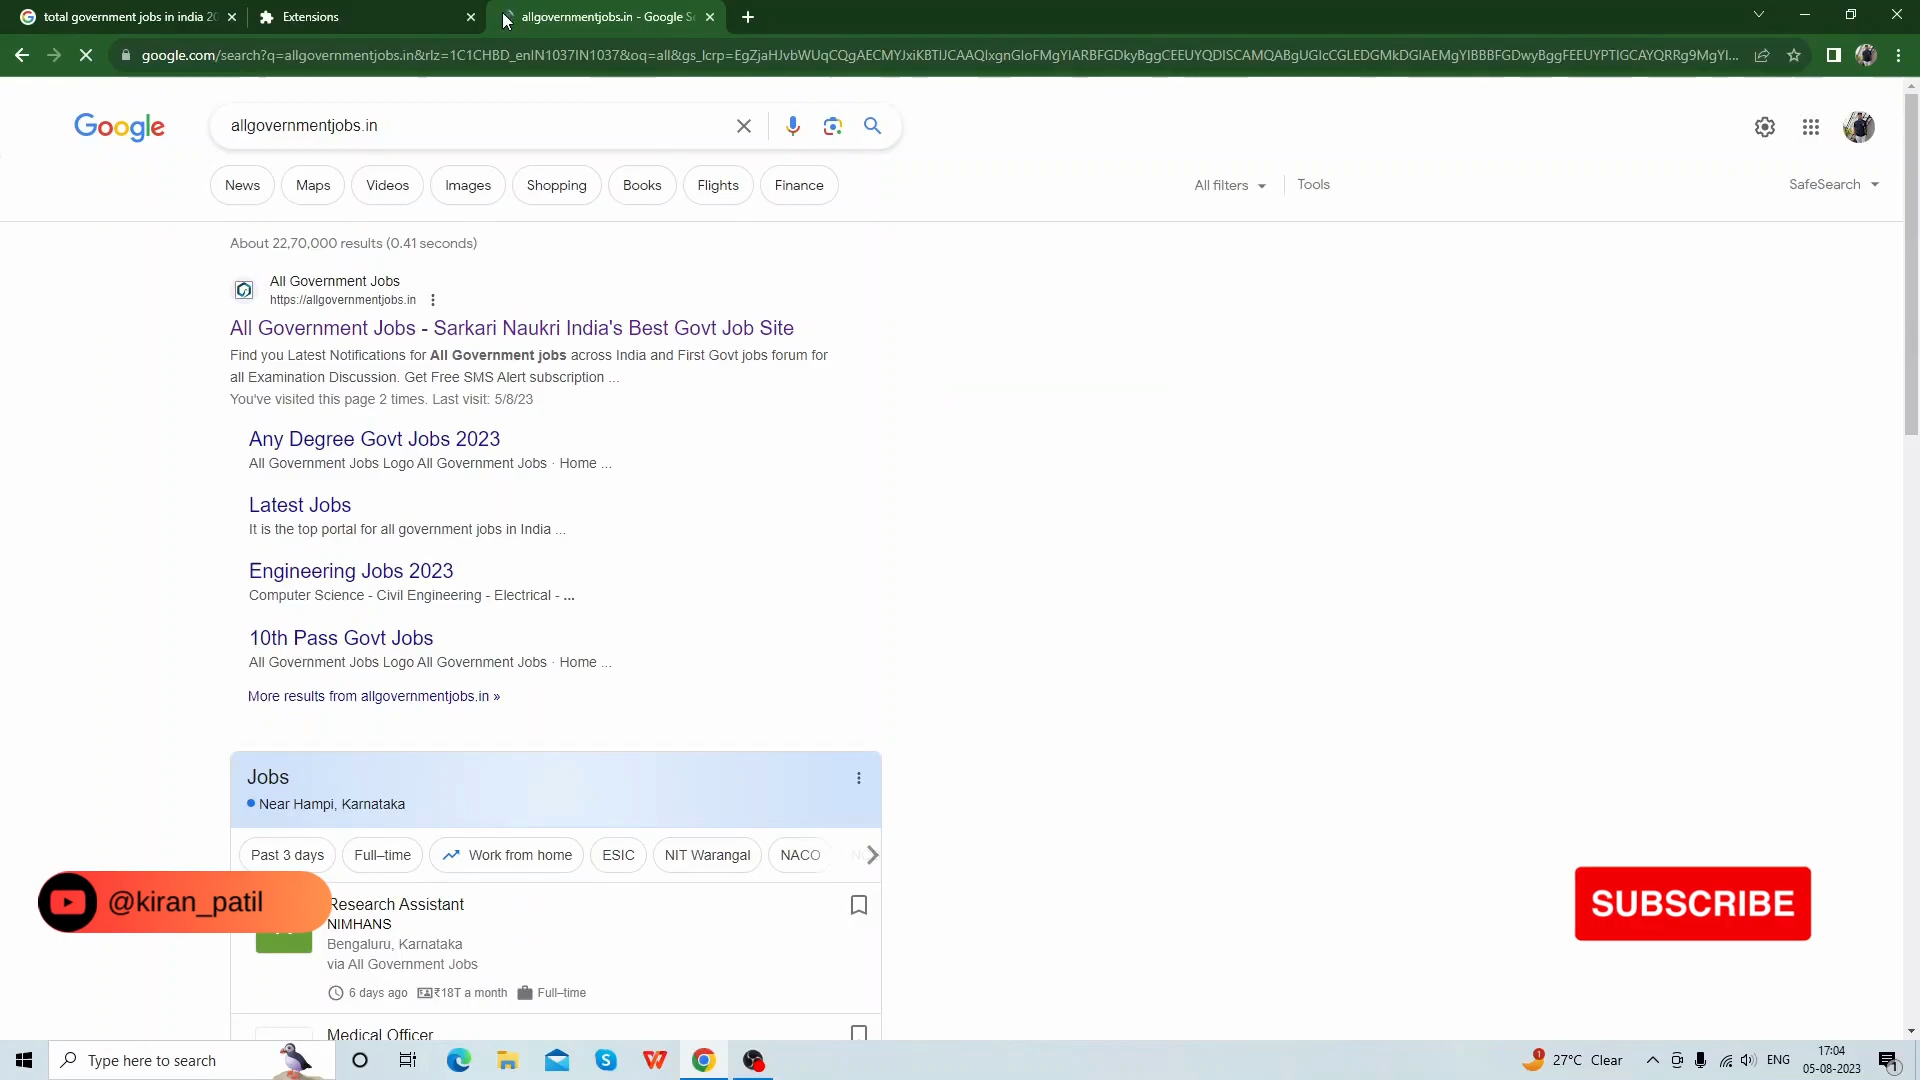 total government jobs in india 20
Extensions
allgovernmentjobs.in - Google Se
google.com/search?q=allgovernmentjobs.in&rlz=1C1CHBD_enIN1037IN1037&oq=all&gs_lcrp=
Google
allgovernmentjobs.in
News
Maps
Videos
Images
Shopping
Books
Flights
Finance
All filters
Tools
SafeSearch
About 22,70,000 results (0.41 seconds)
All Government Jobs
https://allgovernmentjobs.in
All Government Jobs - Sarkari Naukri India's Best Govt Job Site
Find you Latest Notifications for All Government jobs across India and First Govt jobs forum for
all Examination Discussion. Get Free SMS Alert subscription ...
You've visited this page 2 times. Last visit: 5/8/23
Any Degree Govt Jobs 2023
All Government Jobs Logo All Government Jobs · Home ...
Latest Jobs
It is the top portal for all government jobs in India ...
Engineering Jobs 2023
Computer Science - Civil Engineering - Electrical - ...
10th Pass Govt Jobs
All Government Jobs Logo All Government Jobs · Home ...
More results from allgovernmentjobs.in »
Jobs
Near Hampi, Karnataka
Past 3 days
Full–time
Work from home
ESIC
NIT Warangal
NACO
@kiran_patil
Research Assistant
NIMHANS
Bengaluru, Karnataka
via All Government Jobs
6 days ago
₹18T a month
Full–time
SUBSCRIBE
Medical Officer
Type here to search
27°C Clear
ENG
17:04
05-08-2023